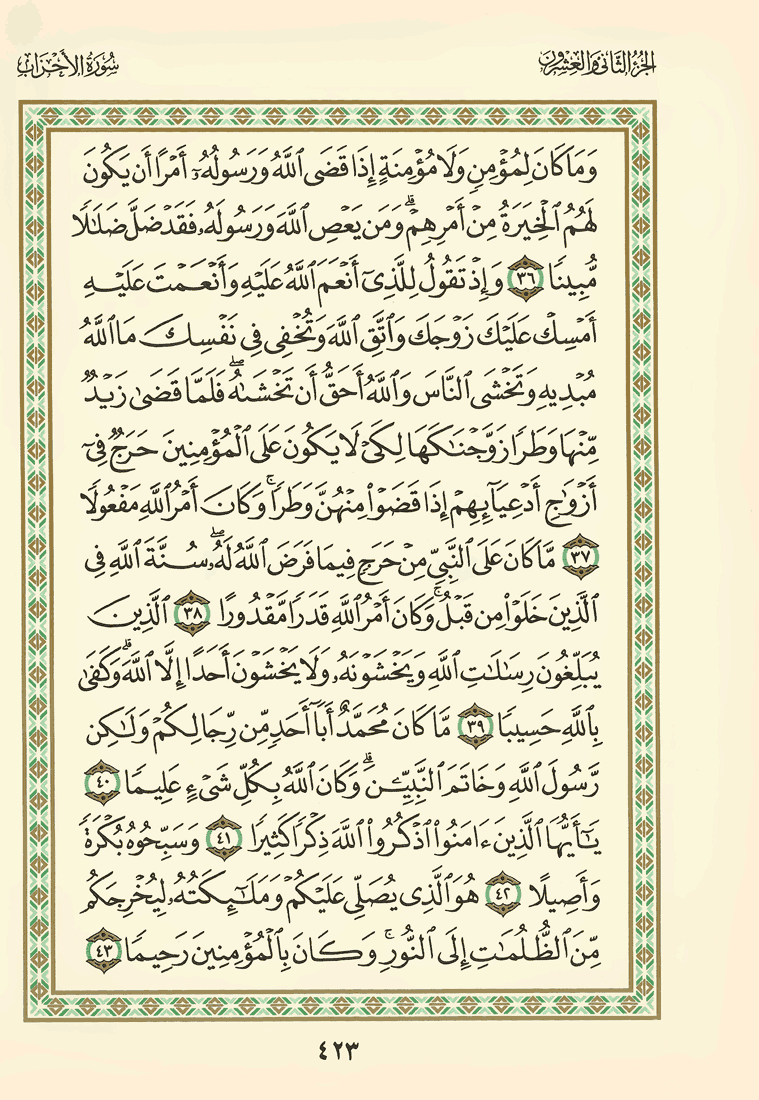 الجزء الثاني والعشرون
سورة الأحزاب
وَمَا كَانَ لِمُؤْمِنٍ وَلَا مُؤْمِنَةٍ إِذَا قَضَى ٱللَّهُ وَرَسُولُهُۥٓ أَمْرًا أَن يَكُونَ
لَهُمُ ٱلْخِيَرَةُ مِنْ أَمْرِهِمْ ۗ وَمَن يَعْصِ ٱللَّهَ وَرَسُولَهُۥ فَقَدْ ضَلَّ ضَلَٰلًا
مُّبِينًا ٣٦ وَإِذْ تَقُولُ لِلَّذِىٓ أَنْعَمَ ٱللَّهُ عَلَيْهِ وَأَنْعَمْتَ عَلَيْهِ
أَمْسِكْ عَلَيْكَ زَوْجَكَ وَٱتَّقِ ٱللَّهَ وَتُخْفِى فِى نَفْسِكَ مَا ٱللَّهُ
مُبْدِيهِ وَتَخْشَى ٱلنَّاسَ وَٱللَّهُ أَحَقُّ أَن تَخْشَىٰهُ ۖ فَلَمَّا قَضَىٰ زَيْدٌ
مِّنْهَا وَطَرًا زَوَّجْنَٰكَهَا لِكَىْ لَا يَكُونَ عَلَى ٱلْمُؤْمِنِينَ حَرَجٌ فِىٓ
أَزْوَٰجِ أَدْعِيَآئِهِمْ إِذَا قَضَوْا۟ مِنْهُنَّ وَطَرًا ۚ وَكَانَ أَمْرُ ٱللَّهِ مَفْعُولًا
٣٧ مَّا كَانَ عَلَى ٱلنَّبِىِّ مِنْ حَرَجٍ فِيمَا فَرَضَ ٱللَّهُ لَهُۥ ۖ سُنَّةَ ٱللَّهِ فِى
ٱلَّذِينَ خَلَوْا۟ مِن قَبْلُ ۚ وَكَانَ أَمْرُ ٱللَّهِ قَدَرًا مَّقْدُورًا ٣٨ ٱلَّذِينَ
يُبَلِّغُونَ رِسَٰلَٰتِ ٱللَّهِ وَيَخْشَوْنَهُۥ وَلَا يَخْشَوْنَ أَحَدًا إِلَّا ٱللَّهَ ۗ وَكَفَىٰ
بِٱللَّهِ حَسِيبًا ٣٩ مَّا كَانَ مُحَمَّدٌ أَبَآ أَحَدٍ مِّن رِّجَالِكُمْ وَلَٰكِن
رَّسُولَ ٱللَّهِ وَخَاتَمَ ٱلنَّبِيِّۦنَ ۗ وَكَانَ ٱللَّهُ بِكُلِّ شَىْءٍ عَلِيمًا ٤٠
يَٰٓأَيُّهَا ٱلَّذِينَ ءَامَنُوا۟ ٱذْكُرُوا۟ ٱللَّهَ ذِكْرًا كَثِيرًا ٤١ وَسَبِّحُوهُ بُكْرَةً
وَأَصِيلًا ٤٢ هُوَ ٱلَّذِى يُصَلِّى عَلَيْكُمْ وَمَلَٰٓئِكَتُهُۥ لِيُخْرِجَكُم
مِّنَ ٱلظُّلُمَٰتِ إِلَى ٱلنُّورِ ۚ وَكَانَ بِٱلْمُؤْمِنِينَ رَحِيمًا ٤٣
٤٢٣